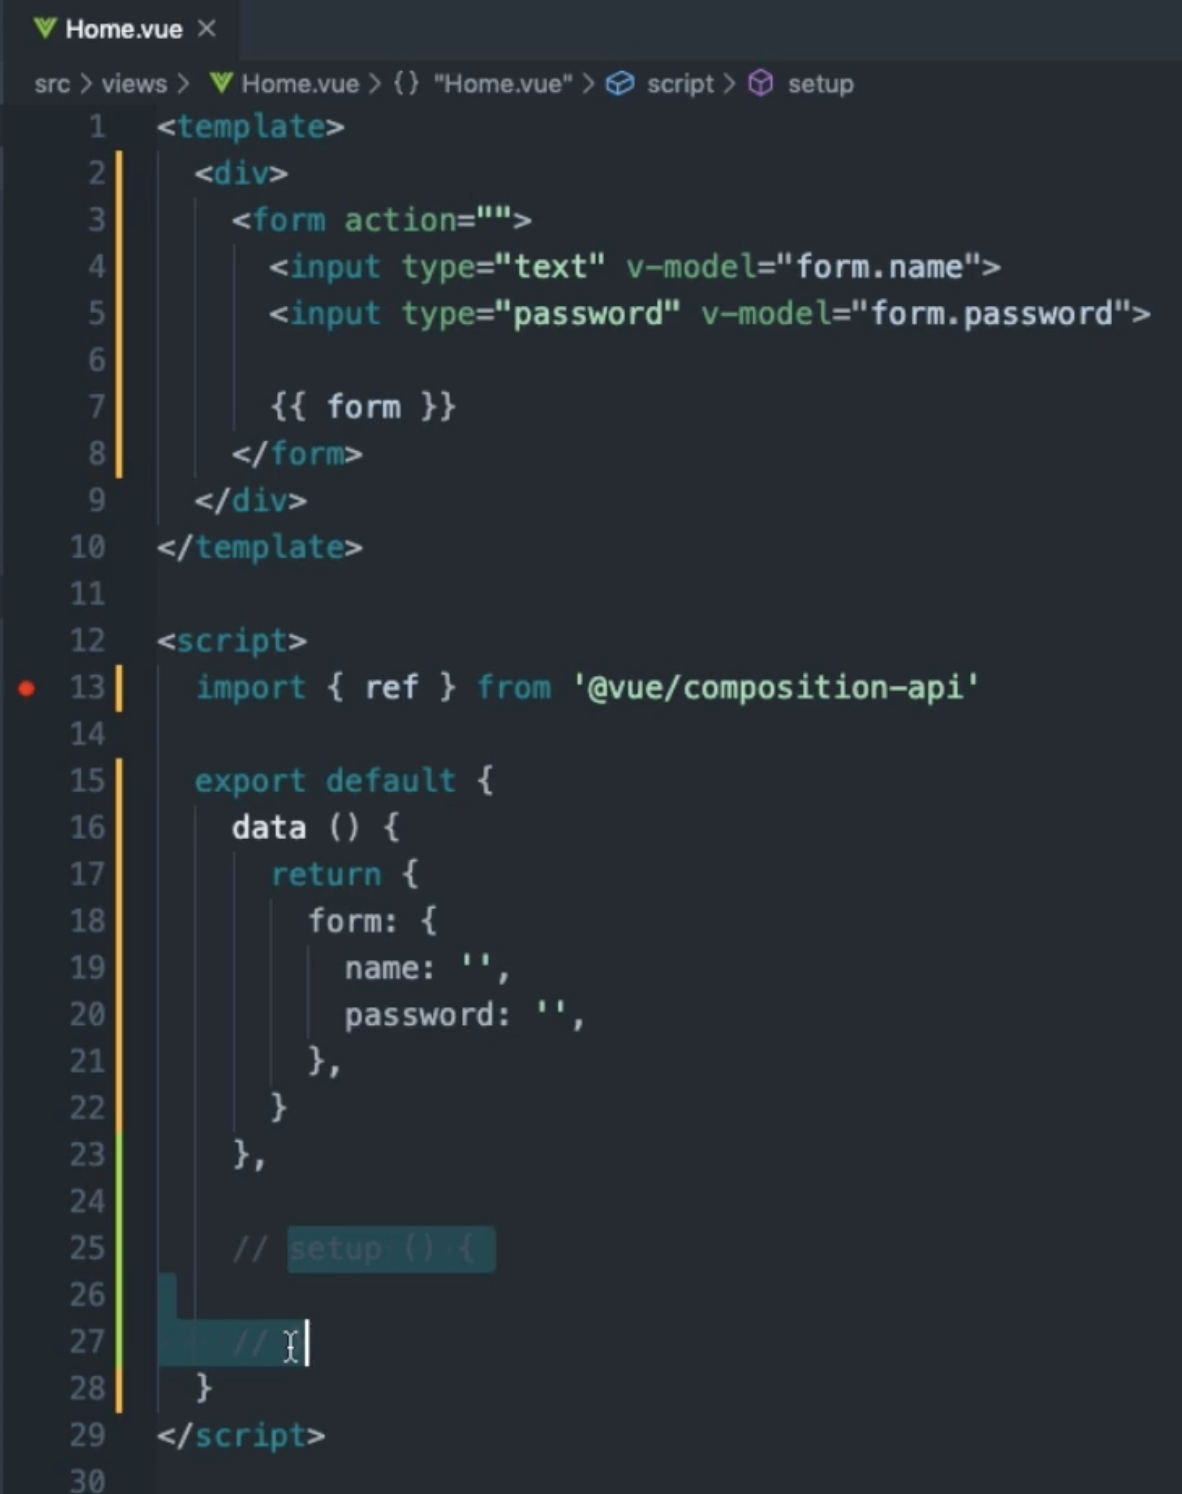 Home.vue ×
src > views > Home.vue > {} "Home.vue" > script > setup
1 <template>
2 <div>
3 <form action="">
4 <input type="text" v-model="form.name">
5 <input type="password" v-model="form.password">
6
7 {{ form }}
8 </form>
9 </div>
10 </template>
11
12 <script>
13 import { ref } from '@vue/composition-api'
14
15 export default {
16 data () {
17 return {
18 form: {
19 name: '',
20 password: '',
21 },
22 }
23 },
24
25 // setup () {
26
27 //
28 }
29 </script>
30